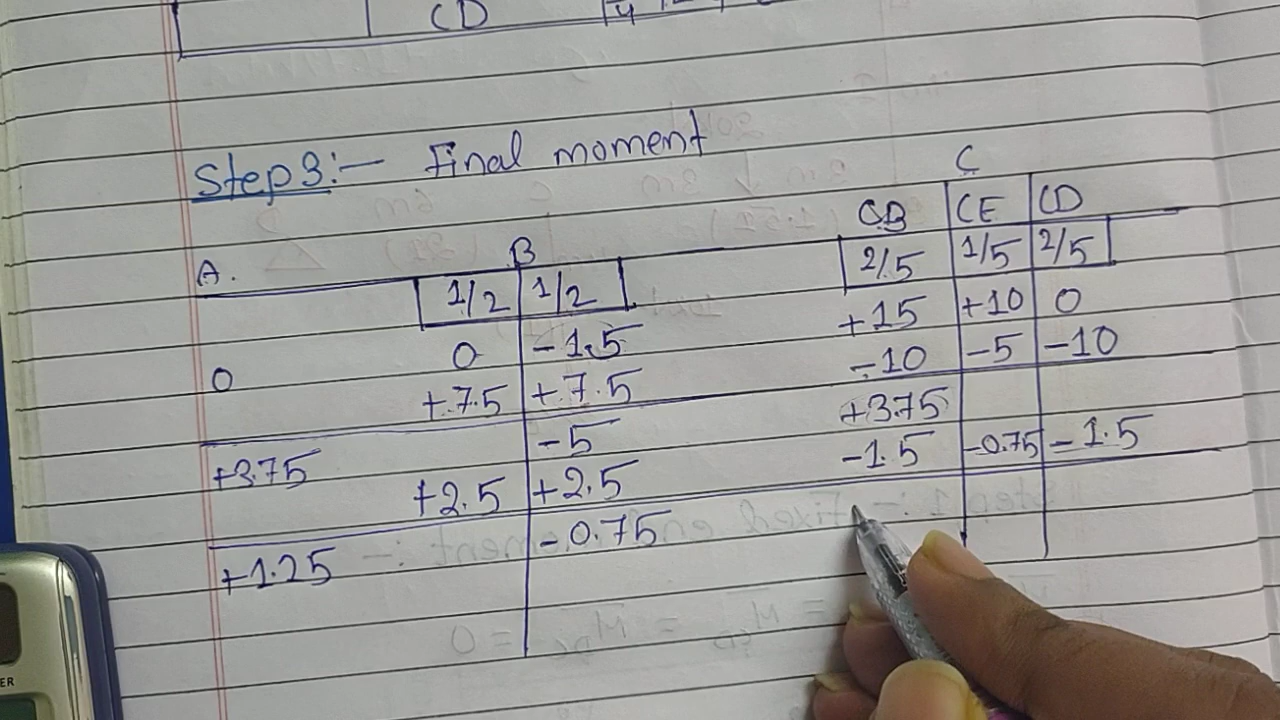 CD
Step 3:- Final moment
C
A. B CB CE CD
1/2 1/2 2/5 1/5 2/5
0 0 -1.5 +15 +10 0
+7.5 +7.5 -10 -5 -10
+3.75 -5 +3.75
+2.5 +2.5 -1.5 -0.75 -1.5
+1.25 -0.75
ER